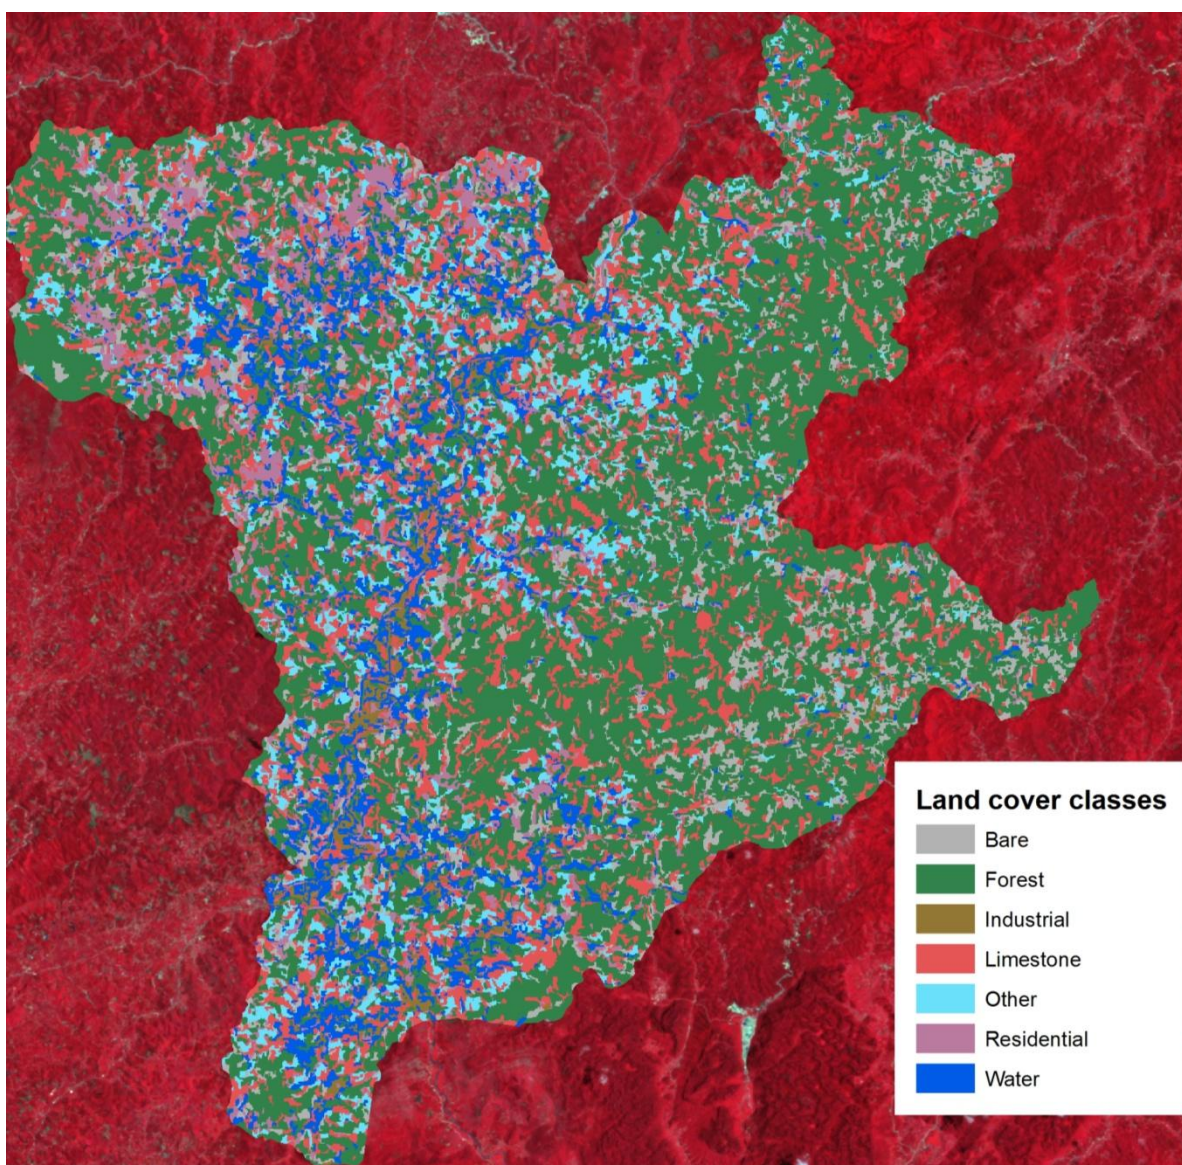 Land cover classes
Bare
Forest
Industrial
Limestone
Other
Residential
Water